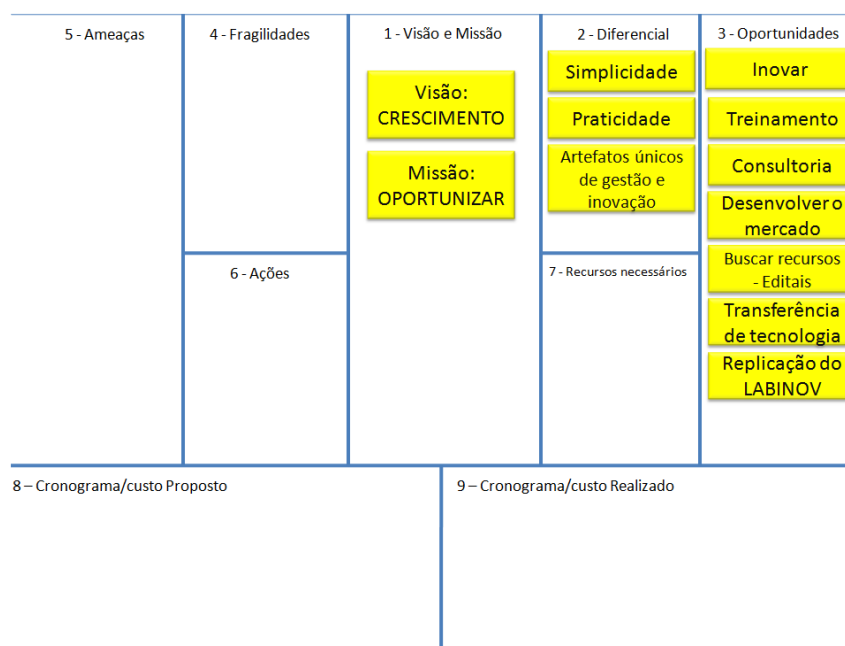 5 - Ameaças
4 - Fragilidades
1 - Visão e Missão
Visão:
CRESCIMENTO
Missão:
OPORTUNIZAR
2 - Diferencial
Simplicidade
Praticidade
Artefatos únicos
de gestão e
inovação
3 - Oportunidades
Inovar
Treinamento
Consultoria
Desenvolver o
mercado
Buscar recursos
- Editais
Transferência
de tecnologia
Replicação do
LABINOV
6 - Ações
7 - Recursos necessários
8 – Cronograma/custo Proposto
9 – Cronograma/custo Realizado